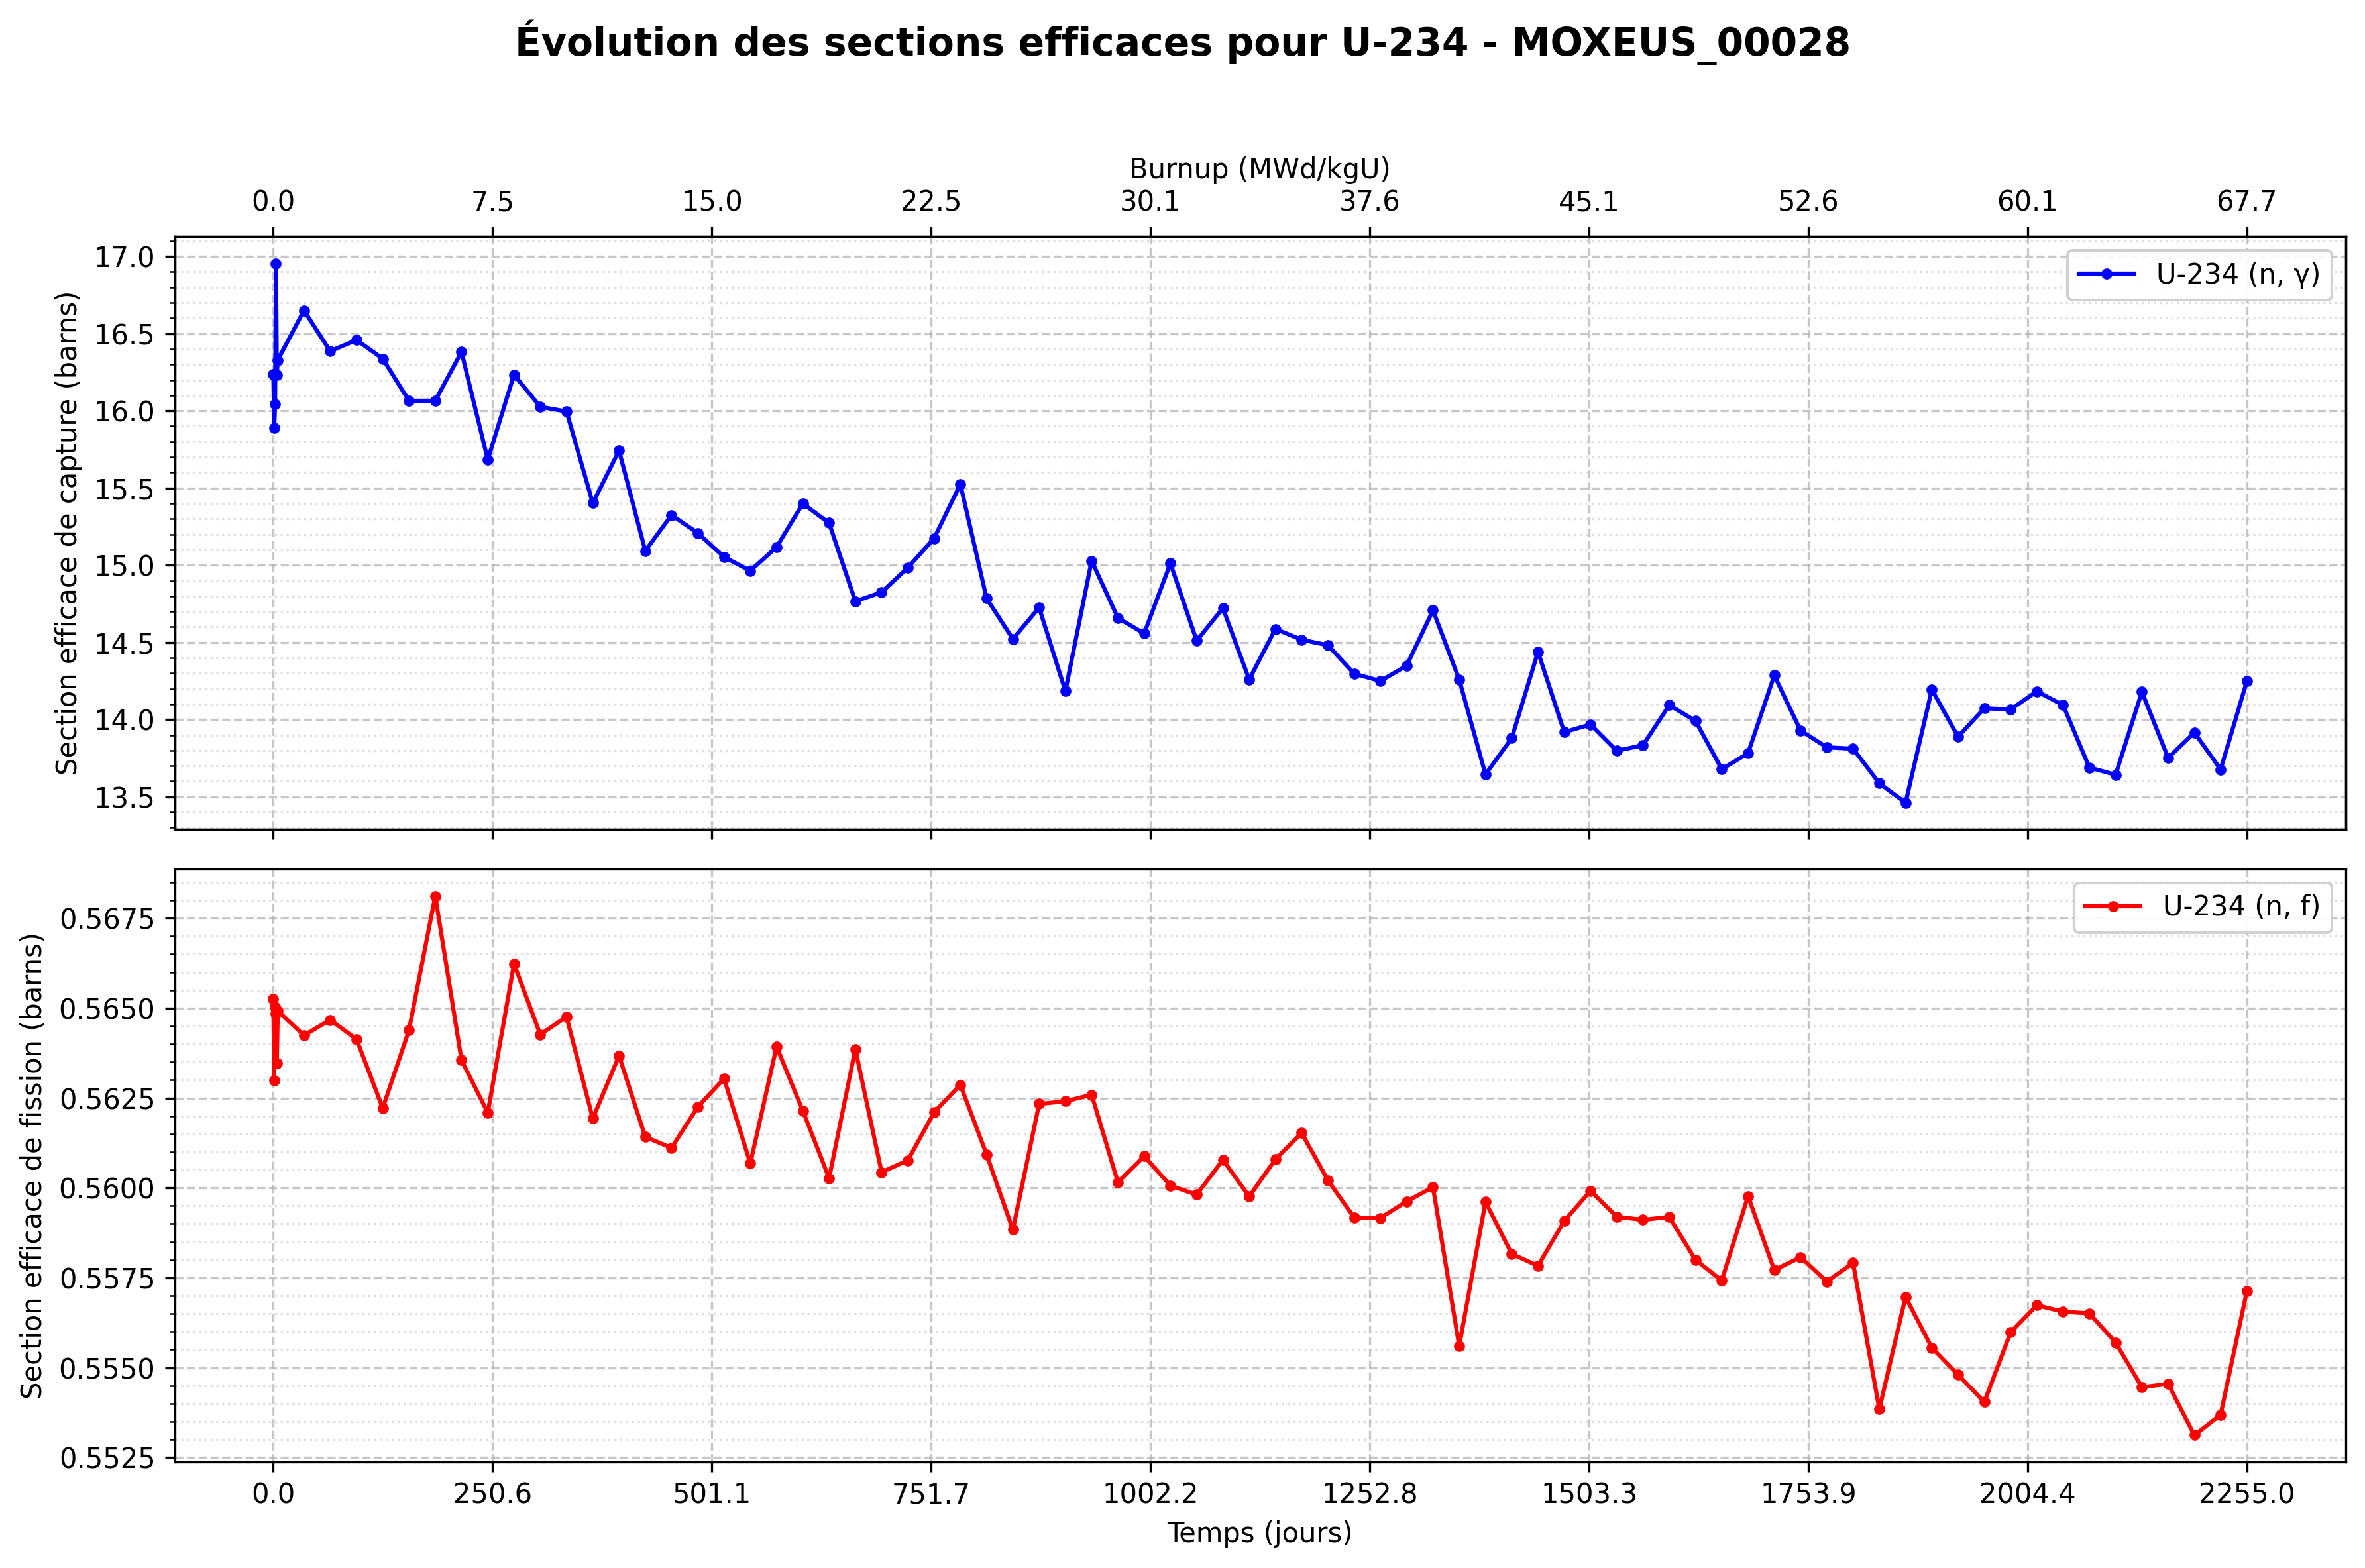 Évolution des sections efficaces pour U-234 - MOXEUS_00028
Burnup (MWd/kgU)
0.0 7.5 15.0 22.5 30.1 37.6 45.1 52.6 60.1 67.7
Section efficace de capture (barns)
17.0
16.5
16.0
15.5
15.0
14.5
14.0
13.5
U-234 (n, γ)
Section efficace de fission (barns)
0.5675
0.5650
0.5625
0.5600
0.5575
0.5550
0.5525
U-234 (n, f)
0.0 250.6 501.1 751.7 1002.2 1252.8 1503.3 1753.9 2004.4 2255.0
Temps (jours)